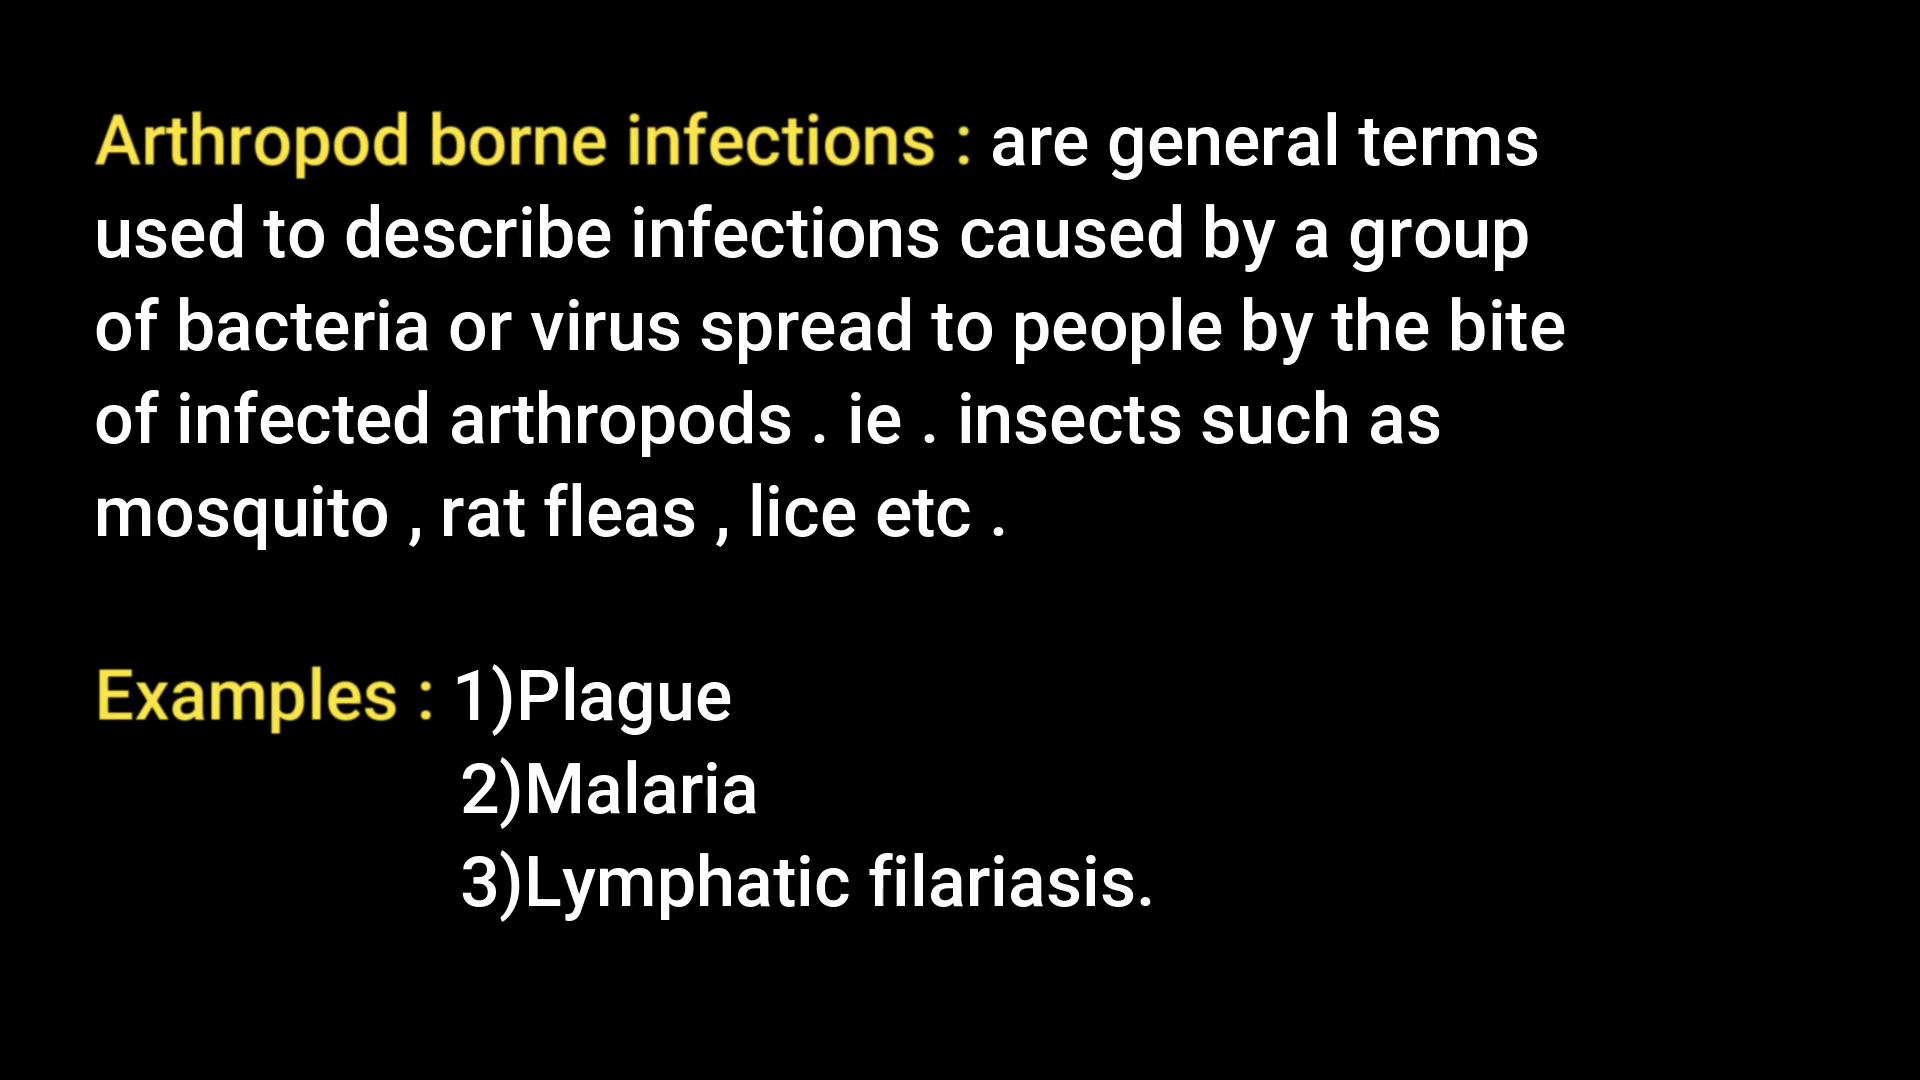 Arthropod borne infections : are general terms
used to describe infections caused by a group
of bacteria or virus spread to people by the bite
of infected arthropods . ie . insects such as
mosquito , rat fleas , lice etc .
Examples : 1)Plague
2)Malaria
3)Lymphatic filariasis.